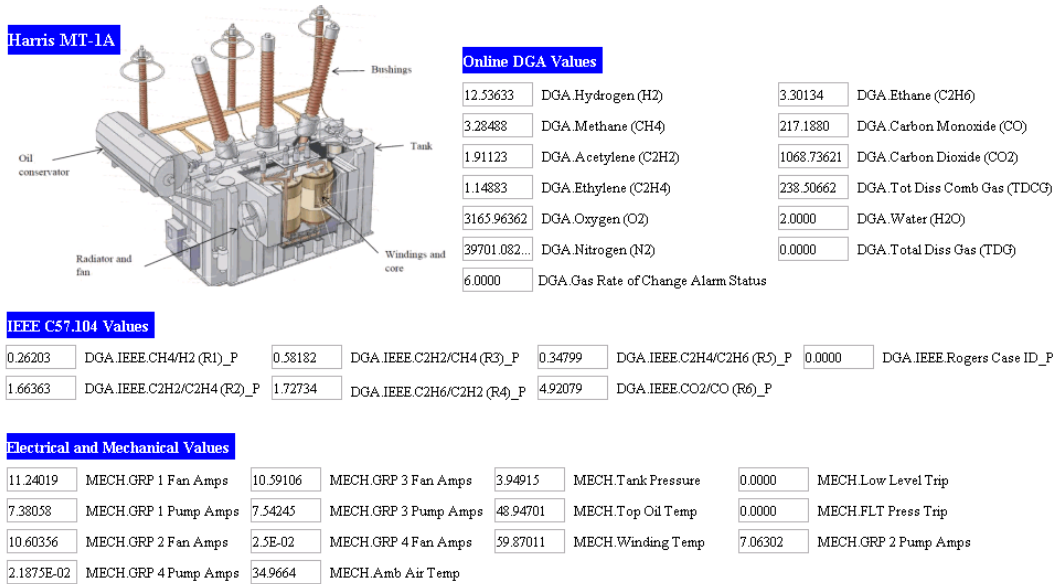 Harris MT-1A
Bushings
Tank
Oil
conservator
Radiator and
fan
Windings and
core
Online DGA Values
12.53633 DGA.Hydrogen (H2) 3.30134 DGA.Ethane (C2H6)
3.28488 DGA.Methane (CH4) 217.1880 DGA.Carbon Monoxide (CO)
1.91123 DGA.Acetylene (C2H2) 1068.73621 DGA.Carbon Dioxide (CO2)
1.14883 DGA.Ethylene (C2H4) 238.50662 DGA.Tot Diss Comb Gas (TDCG)
3165.96362 DGA.Oxygen (O2) 2.0000 DGA.Water (H2O)
39701.082... DGA.Nitrogen (N2) 0.0000 DGA.Total Diss Gas (TDG)
6.0000 DGA.Gas Rate of Change Alarm Status
IEEE C57.104 Values
0.26203 DGA.IEEE.CH4/H2 (R1)_P 0.58182 DGA.IEEE.C2H2/CH4 (R3)_P 0.34799 DGA.IEEE.C2H4/C2H6 (R5)_P 0.0000 DGA.IEEE.Rogers Case ID_P
1.66363 DGA.IEEE.C2H2/C2H4 (R2)_P 1.72734 DGA.IEEE.C2H6/C2H2 (R4)_P 4.92079 DGA.IEEE.CO2/CO (R6)_P
Electrical and Mechanical Values
11.24019 MECH.GRP 1 Fan Amps 10.59106 MECH.GRP 3 Fan Amps 3.94915 MECH.Tank Pressure 0.0000 MECH.Low Level Trip
7.38058 MECH.GRP 1 Pump Amps 7.54245 MECH.GRP 3 Pump Amps 48.94701 MECH.Top Oil Temp 0.0000 MECH.FLT Press Trip
10.60356 MECH.GRP 2 Fan Amps 2.5E-02 MECH.GRP 4 Fan Amps 59.87011 MECH.Winding Temp 7.06302 MECH.GRP 2 Pump Amps
2.1875E-02 MECH.GRP 4 Pump Amps 34.9664 MECH.Amb Air Temp